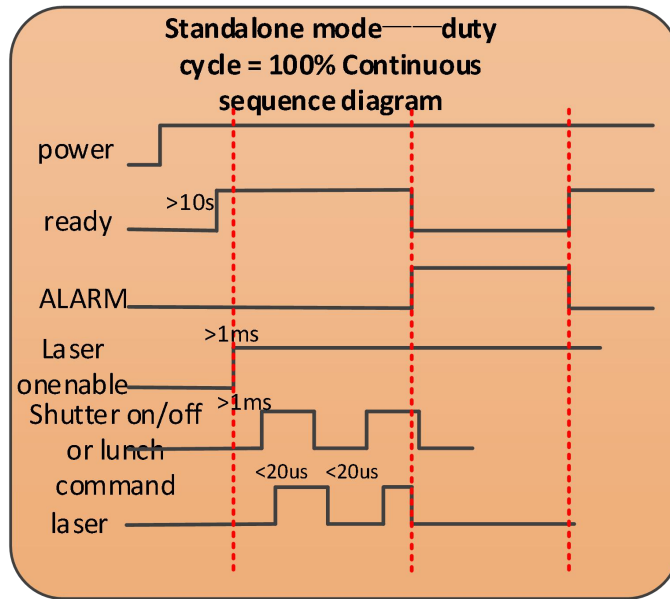 Standalone mode——duty
cycle = 100% Continuous
sequence diagram
power
>10s
ready
ALARM
>1ms
Laser
onenable
>1ms
Shutter on/off
or lunch
command
<20us <20us
laser